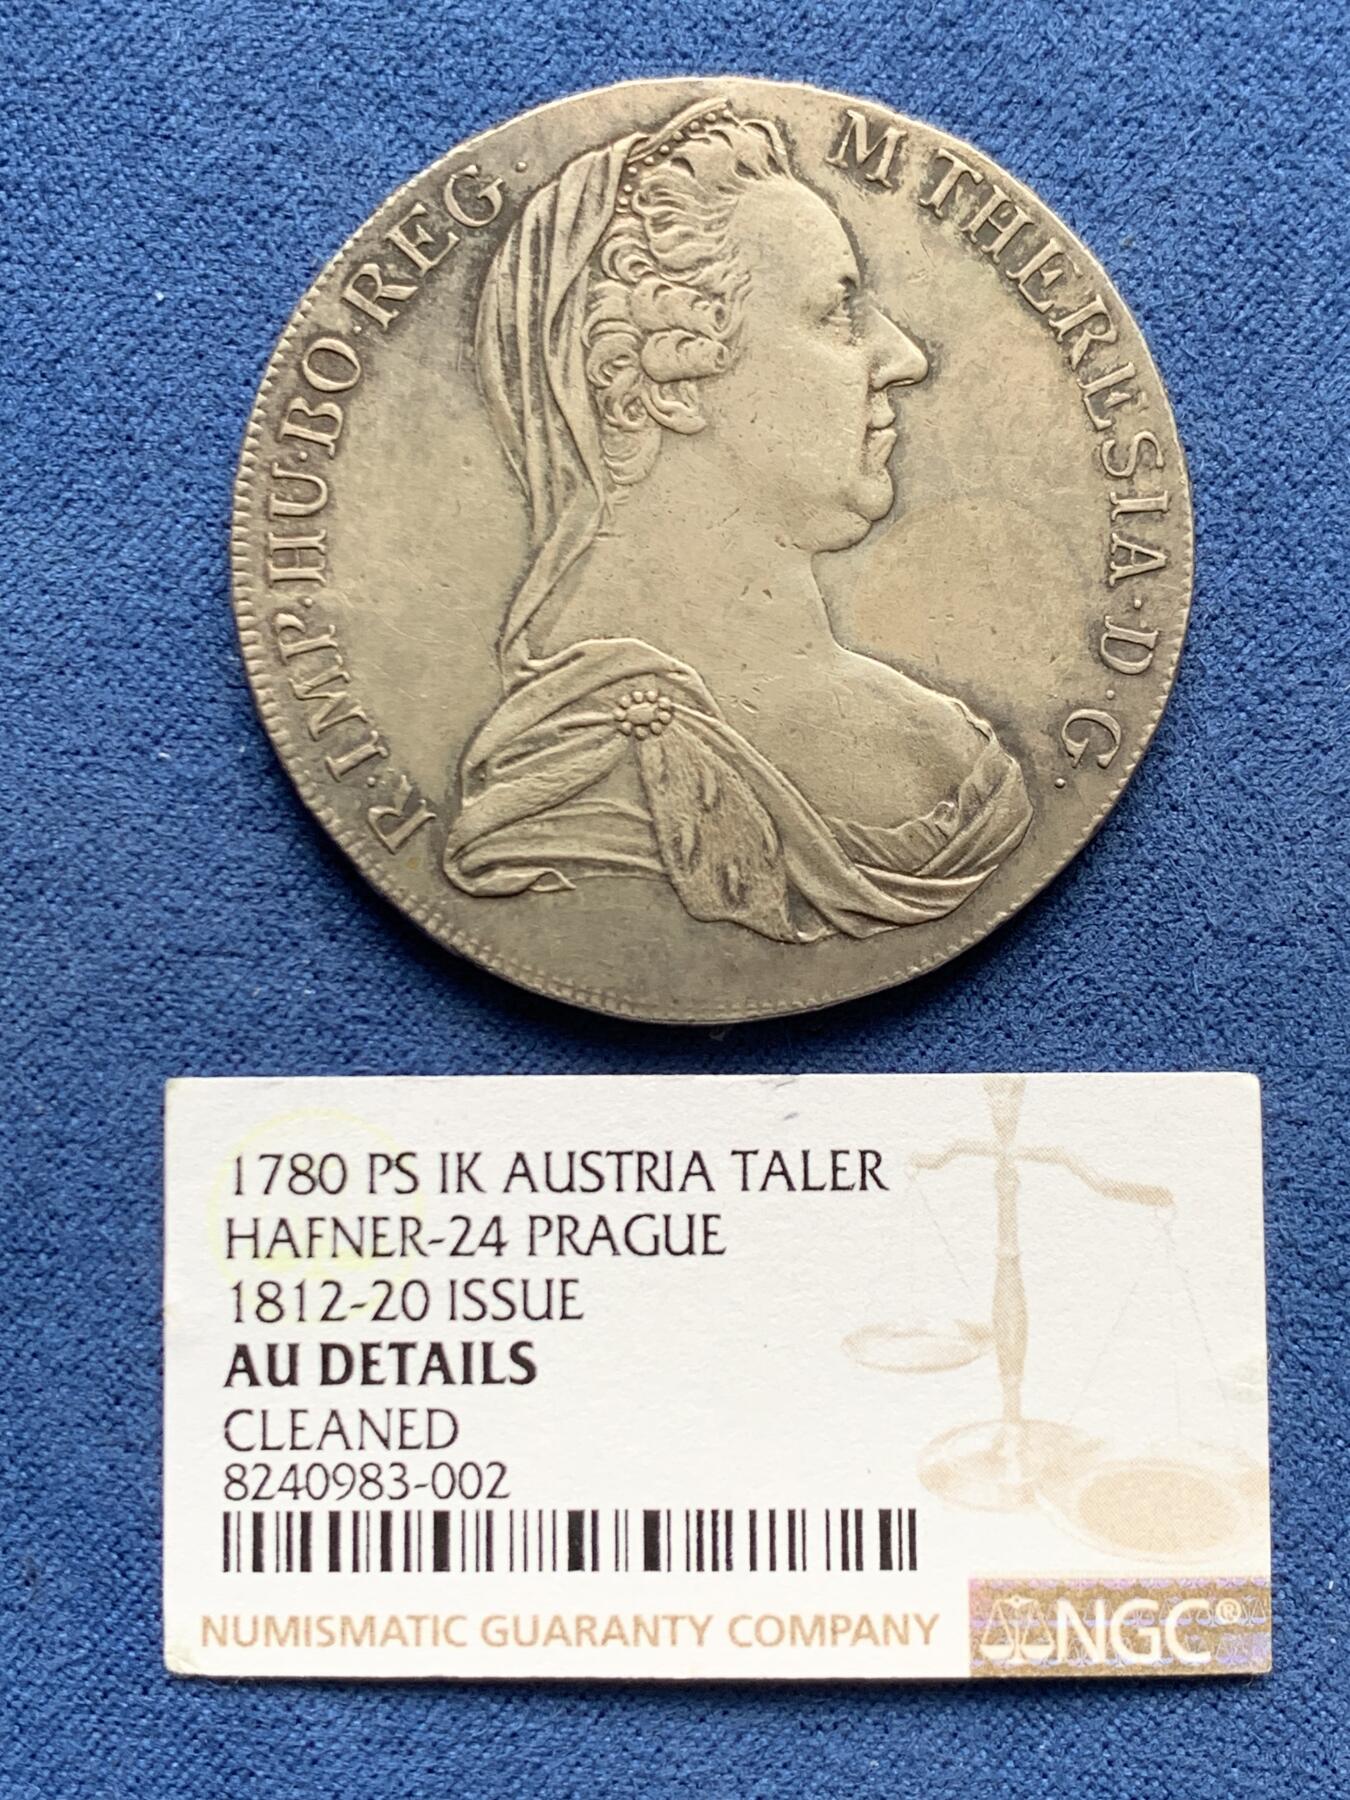 R·IMP·HU·BO·REG·
M THERESIA·D·G·
1780 PS IK AUSTRIA TALER
HAFNER-24 PRAGUE
1812-20 ISSUE
AU DETAILS
CLEANED
8240983-002
NUMISMATIC GUARANTY COMPANY
NGC®